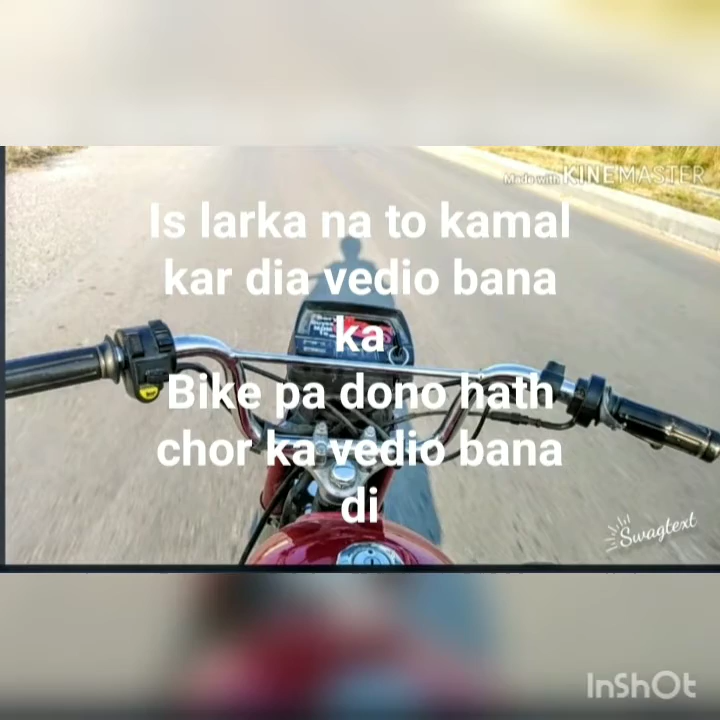 Made with KINEMASTER
Is larka na to kamal
kar dia vedio bana
ka
Bike pa dono hath
chor ka vedio bana
di
Swagtext
InShOt